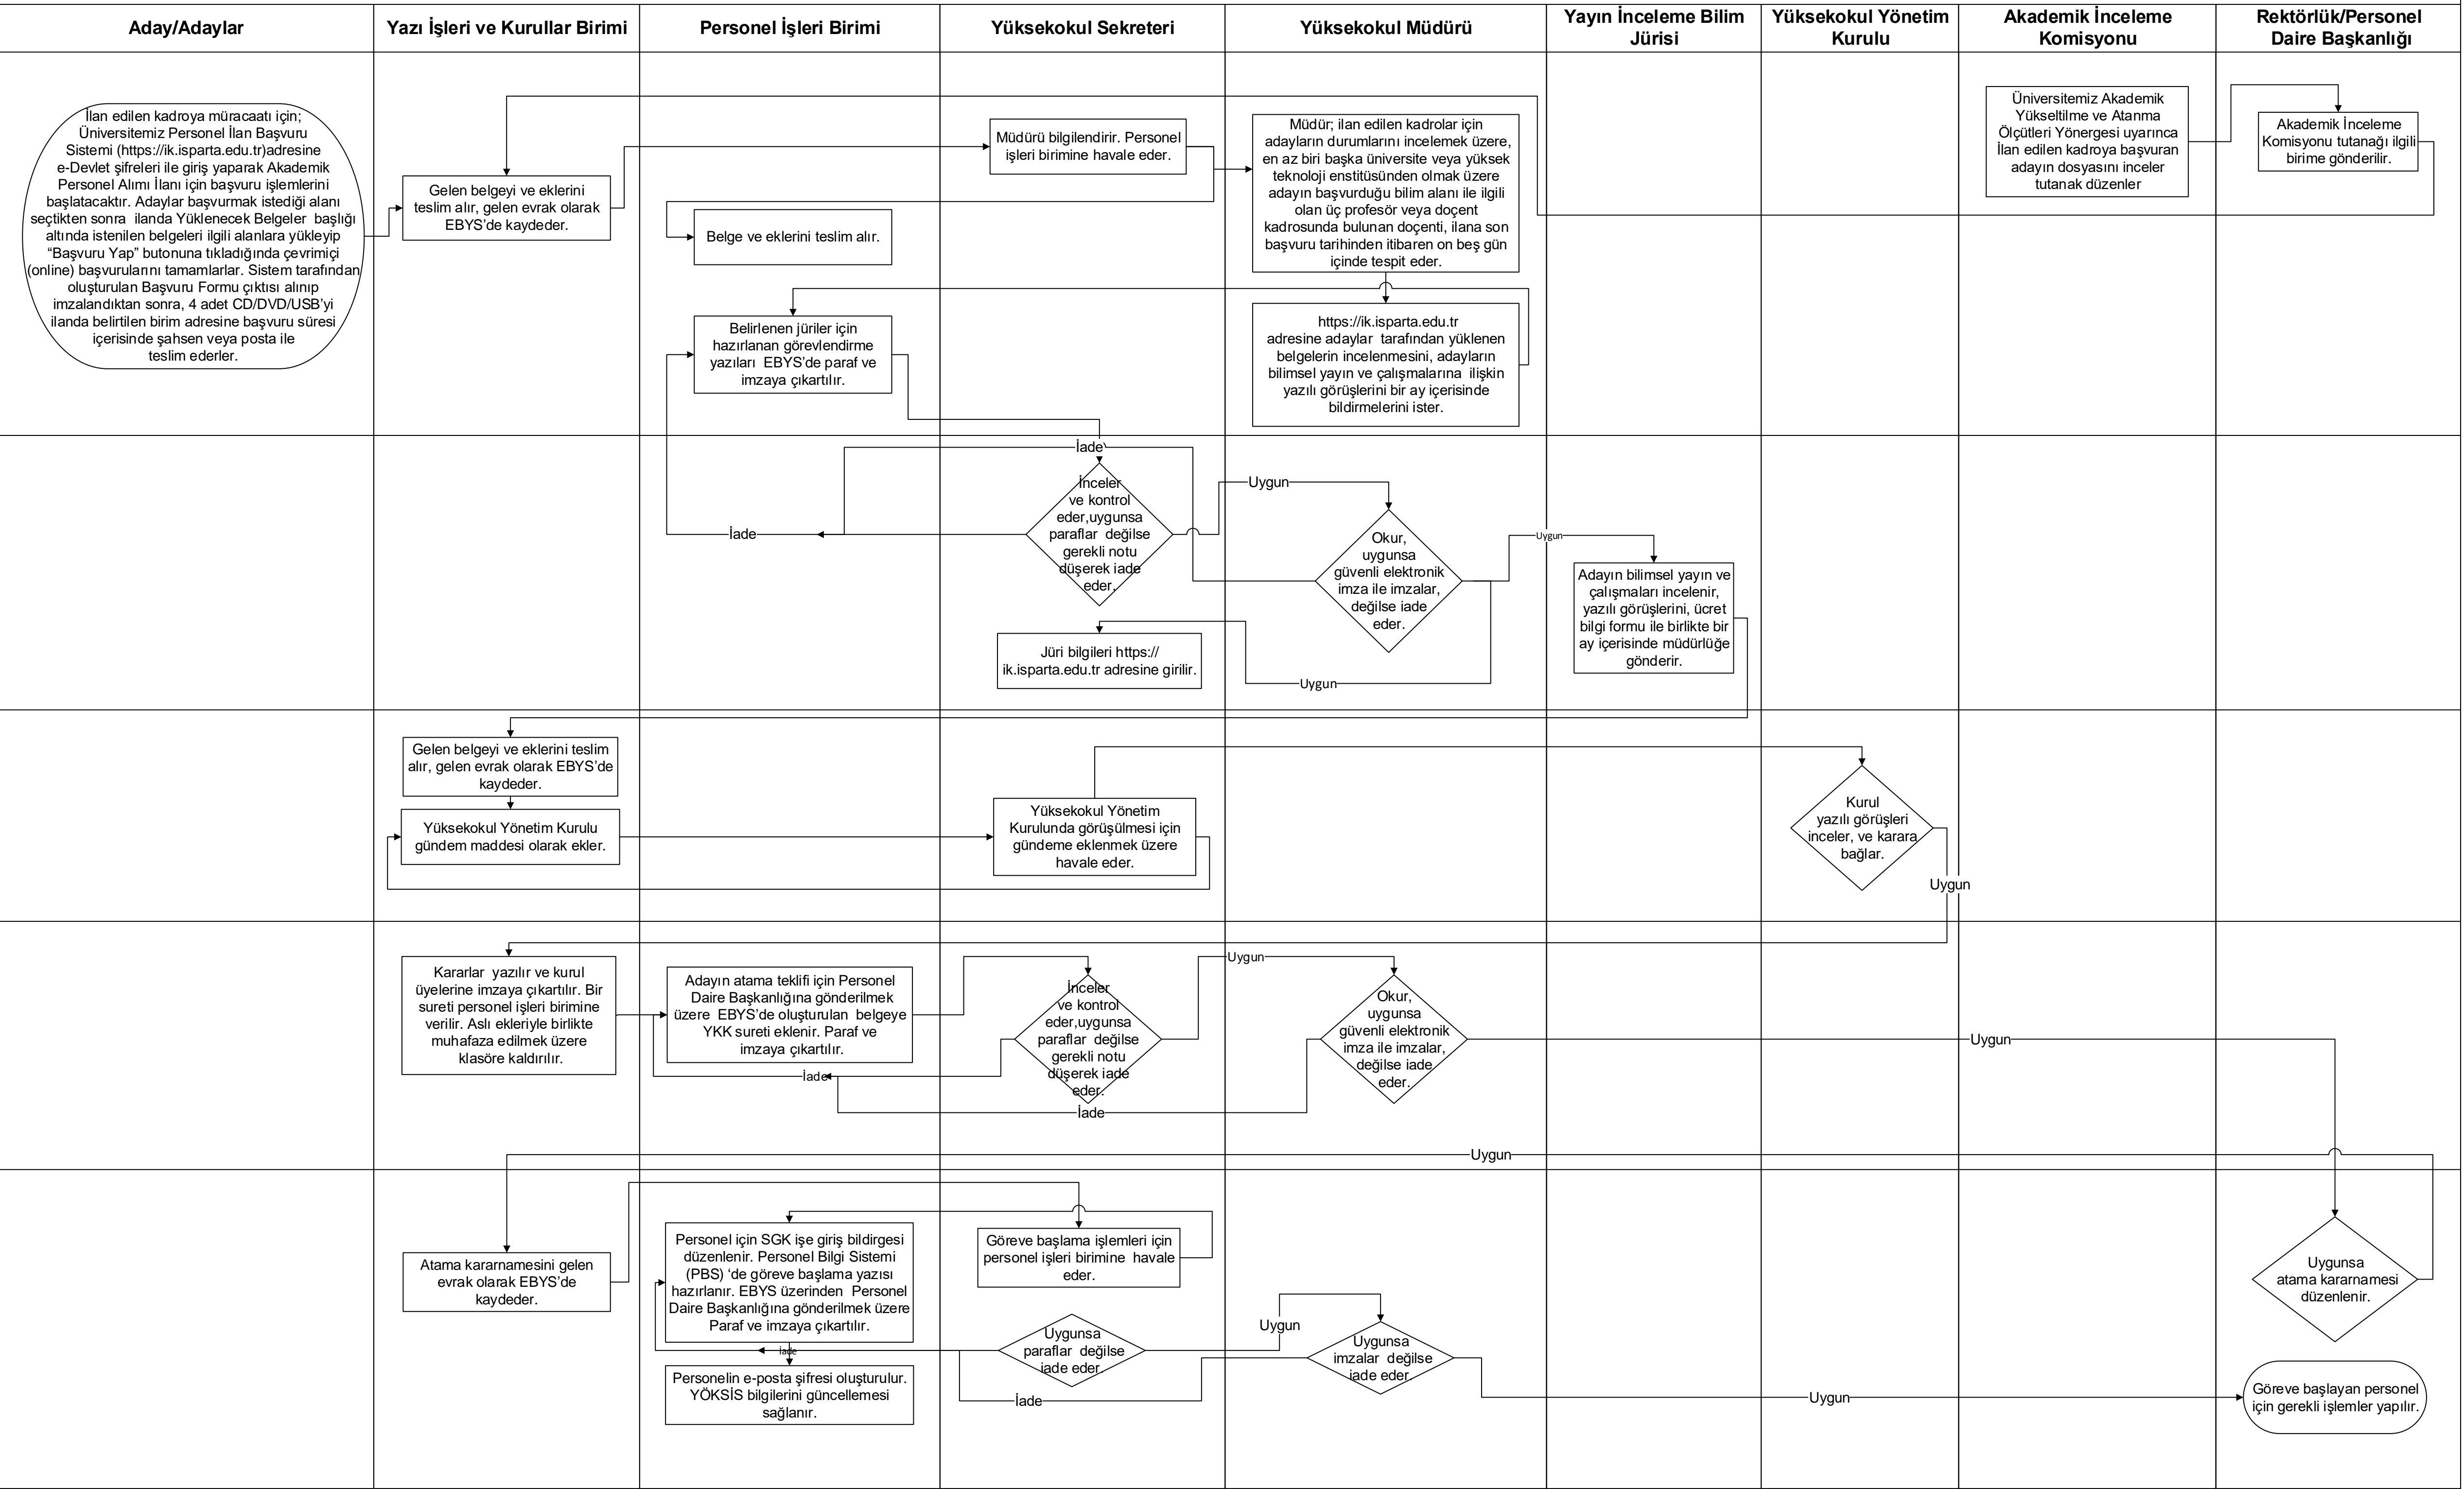 Aday/Adaylar
Yazı İşleri ve Kurullar Birimi
Personel İşleri Birimi
Yüksekokul Sekreteri
Yüksekokul Müdürü
Yayın İnceleme Bilim
Jürisi
Yüksekokul Yönetim
Kurulu
Akademik İnceleme
Komisyonu
Rektörlük/Personel
Daire Başkanlığı
İlan edilen kadroya müracaatı için;
Üniversitemiz Personel İlan Başvuru
Sistemi (https://ik.isparta.edu.tr)adresine
e-Devlet şifreleri ile giriş yaparak Akademik
Personel Alımı İlanı için başvuru işlemlerini
başlatacaktır. Adaylar başvurmak istediği alanı
seçtikten sonra ilanda Yüklenecek Belgeler başlığı
altında istenilen belgeleri ilgili alanlara yükleyip
“Başvuru Yap” butonuna tıkladığında çevrimiçi
(online) başvurularını tamamlarlar. Sistem tarafından
oluşturulan Başvuru Formu çıktısı alınıp
imzalandıktan sonra, 4 adet CD/DVD/USB’yi
ilanda belirtilen birim adresine başvuru süresi
içerisinde şahsen veya posta ile
teslim ederler.
Gelen belgeyi ve eklerini
teslim alır, gelen evrak olarak
EBYS’de kaydeder.
Müdürü bilgilendirir. Personel
işleri birimine havale eder.
Belge ve eklerini teslim alır.
Müdür; ilan edilen kadrolar için
adayların durumlarını incelemek üzere,
en az biri başka üniversite veya yüksek
teknoloji enstitüsünden olmak üzere
adayın başvurduğu bilim alanı ile ilgili
olan üç profesör veya doçent
kadrosunda bulunan doçenti, ilana son
başvuru tarihinden itibaren on beş gün
içinde tespit eder.
Üniversitemiz Akademik
Yükseltilme ve Atanma
Ölçütleri Yönergesi uyarınca
İlan edilen kadroya başvuran
adayın dosyasını inceler
tutanak düzenler
Akademik İnceleme
Komisyonu tutanağı ilgili
birime gönderilir.
Belirlenen jüriler için
hazırlanan görevlendirme
yazıları EBYS’de paraf ve
imzaya çıkartılır.
https://ik.isparta.edu.tr
adresine adaylar tarafından yüklenen
belgelerin incelenmesini, adayların
bilimsel yayın ve çalışmalarına ilişkin
yazılı görüşlerini bir ay içerisinde
bildirmelerini ister.
İade
İade
İnceler
ve kontrol
eder,uygunsa
paraflar değilse
gerekli notu
düşerek iade
eder.
Uygun
Okur,
uygunsa
güvenli elektronik
imza ile imzalar,
değilse iade
eder.
Uygun
Adayın bilimsel yayın ve
çalışmaları incelenir,
yazılı görüşlerini, ücret
bilgi formu ile birlikte bir
ay içerisinde müdürlüğe
gönderir.
Jüri bilgileri https://
ik.isparta.edu.tr adresine girilir.
Uygun
Gelen belgeyi ve eklerini teslim
alır, gelen evrak olarak EBYS’de
kaydeder.
Yüksekokul Yönetim Kurulu
gündem maddesi olarak ekler.
Yüksekokul Yönetim
Kurulunda görüşülmesi için
gündeme eklenmek üzere
havale eder.
Kurul
yazılı görüşleri
inceler, ve karara
bağlar.
Uygun
Kararlar yazılır ve kurul
üyelerine imzaya çıkartılır. Bir
sureti personel işleri birimine
verilir. Aslı ekleriyle birlikte
muhafaza edilmek üzere
klasöre kaldırılır.
Adayın atama teklifi için Personel
Daire Başkanlığına gönderilmek
üzere EBYS’de oluşturulan belgeye
YKK sureti eklenir. Paraf ve
imzaya çıkartılır.
İade
İnceler
ve kontrol
eder,uygunsa
paraflar değilse
gerekli notu
düşerek iade
eder.
İade
Uygun
Okur,
uygunsa
güvenli elektronik
imza ile imzalar,
değilse iade
eder.
Uygun
Uygun
Atama kararnamesini gelen
evrak olarak EBYS’de
kaydeder.
Personel için SGK işe giriş bildirgesi
düzenlenir. Personel Bilgi Sistemi
(PBS) ‘de göreve başlama yazısı
hazırlanır. EBYS üzerinden Personel
Daire Başkanlığına gönderilmek üzere
Paraf ve imzaya çıkartılır.
İade
Personelin e-posta şifresi oluşturulur.
YÖKSİS bilgilerini güncellemesi
sağlanır.
Göreve başlama işlemleri için
personel işleri birimine havale
eder.
Uygunsa
paraflar değilse
iade eder.
İade
Uygun
Uygunsa
imzalar değilse
iade eder.
Uygun
Uygunsa
atama kararnamesi
düzenlenir.
Göreve başlayan personel
için gerekli işlemler yapılır.